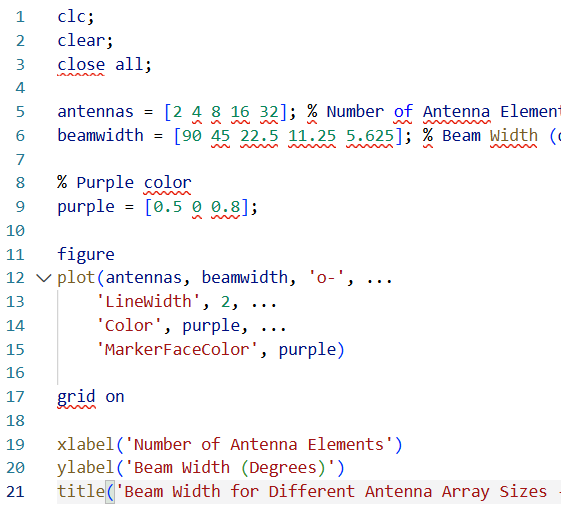 1 clc;
2 clear;
3 close all;
4
5 antennas = [2 4 8 16 32]; % Number of Antenna
6 beamwidth = [90 45 22.5 11.25 5.625]; % Beam Width
7
8 % Purple color
9 purple = [0.5 0 0.8];
10
11 figure
12 plot(antennas, beamwidth, 'o-', ...
13 'LineWidth', 2, ...
14 'Color', purple, ...
15 'MarkerFaceColor', purple)
16
17 grid on
18
19 xlabel('Number of Antenna Elements')
20 ylabel('Beam Width (Degrees)')
21 title('Beam Width for Different Antenna Array Sizes -